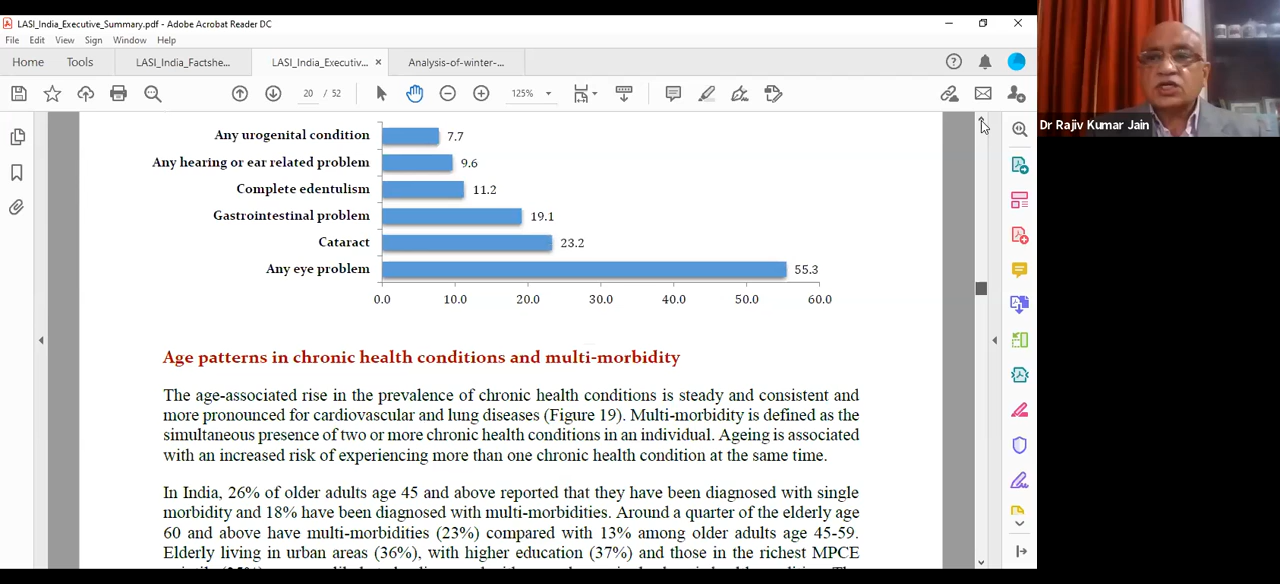 LASI_India_Executive_Summary.pdf - Adobe Acrobat Reader DC
File Edit View Sign Window Help
Home Tools LASI_India_Factshe... LASI_India_Executiv... × Analysis-of-winter-...
20 / 52 125%
Dr Rajiv Kumar Jain
Any urogenital condition 7.7
Any hearing or ear related problem 9.6
Complete edentulism 11.2
Gastrointestinal problem 19.1
Cataract 23.2
Any eye problem 55.3
0.0 10.0 20.0 30.0 40.0 50.0 60.0
Age patterns in chronic health conditions and multi-morbidity
The age-associated rise in the prevalence of chronic health conditions is steady and consistent and
more pronounced for cardiovascular and lung diseases (Figure 19). Multi-morbidity is defined as the
simultaneous presence of two or more chronic health conditions in an individual. Ageing is associated
with an increased risk of experiencing more than one chronic health condition at the same time.
In India, 26% of older adults age 45 and above reported that they have been diagnosed with single
morbidity and 18% have been diagnosed with multi-morbidities. Around a quarter of the elderly age
60 and above have multi-morbidities (23%) compared with 13% among older adults age 45-59.
Elderly living in urban areas (36%), with higher education (37%) and those in the richest MPCE